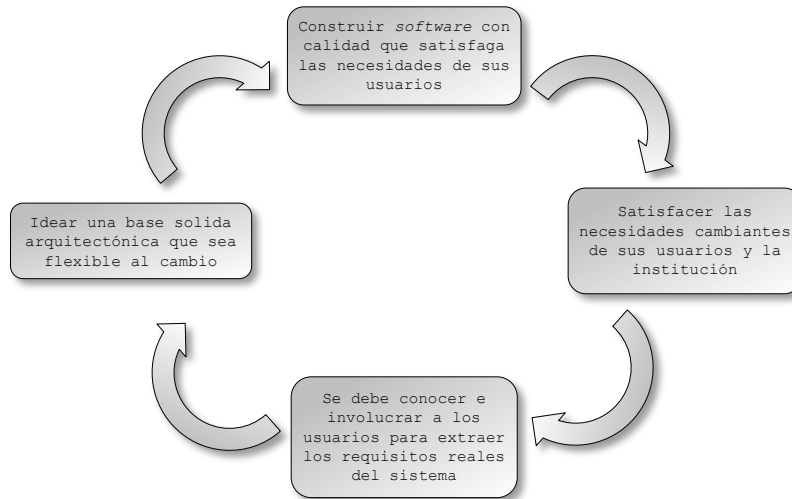 Construir software con
calidad que satisfaga
las necesidades de sus
usuarios
Satisfacer las
necesidades cambiantes
de sus usuarios y la
institución
Se debe conocer e
involucrar a los
usuarios para extraer
los requisitos reales
del sistema
Idear una base solida
arquitectónica que sea
flexible al cambio